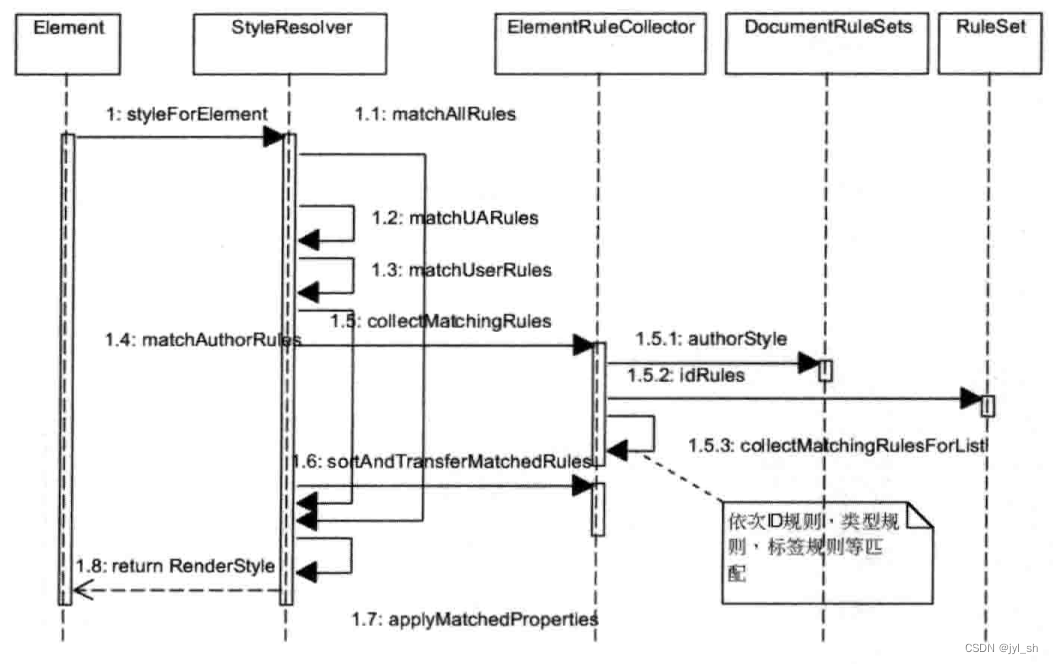 Element
StyleResolver
ElementRuleCollector
DocumentRuleSets
RuleSet
1: styleForElement
1.1: matchAllRules
1.2: matchUARules
1.3: matchUserRules
1.4: matchAuthorRules
1.5: collectMatchingRules
1.5.1: authorStyle
1.5.2: idRules
1.5.3: collectMatchingRulesForList
1.6: sortAndTransferMatchedRules
依次ID规则、类型规
则、标签规则等匹
配
1.8: return RenderStyle
1.7: applyMatchedProperties
CSDN @jyl_sh